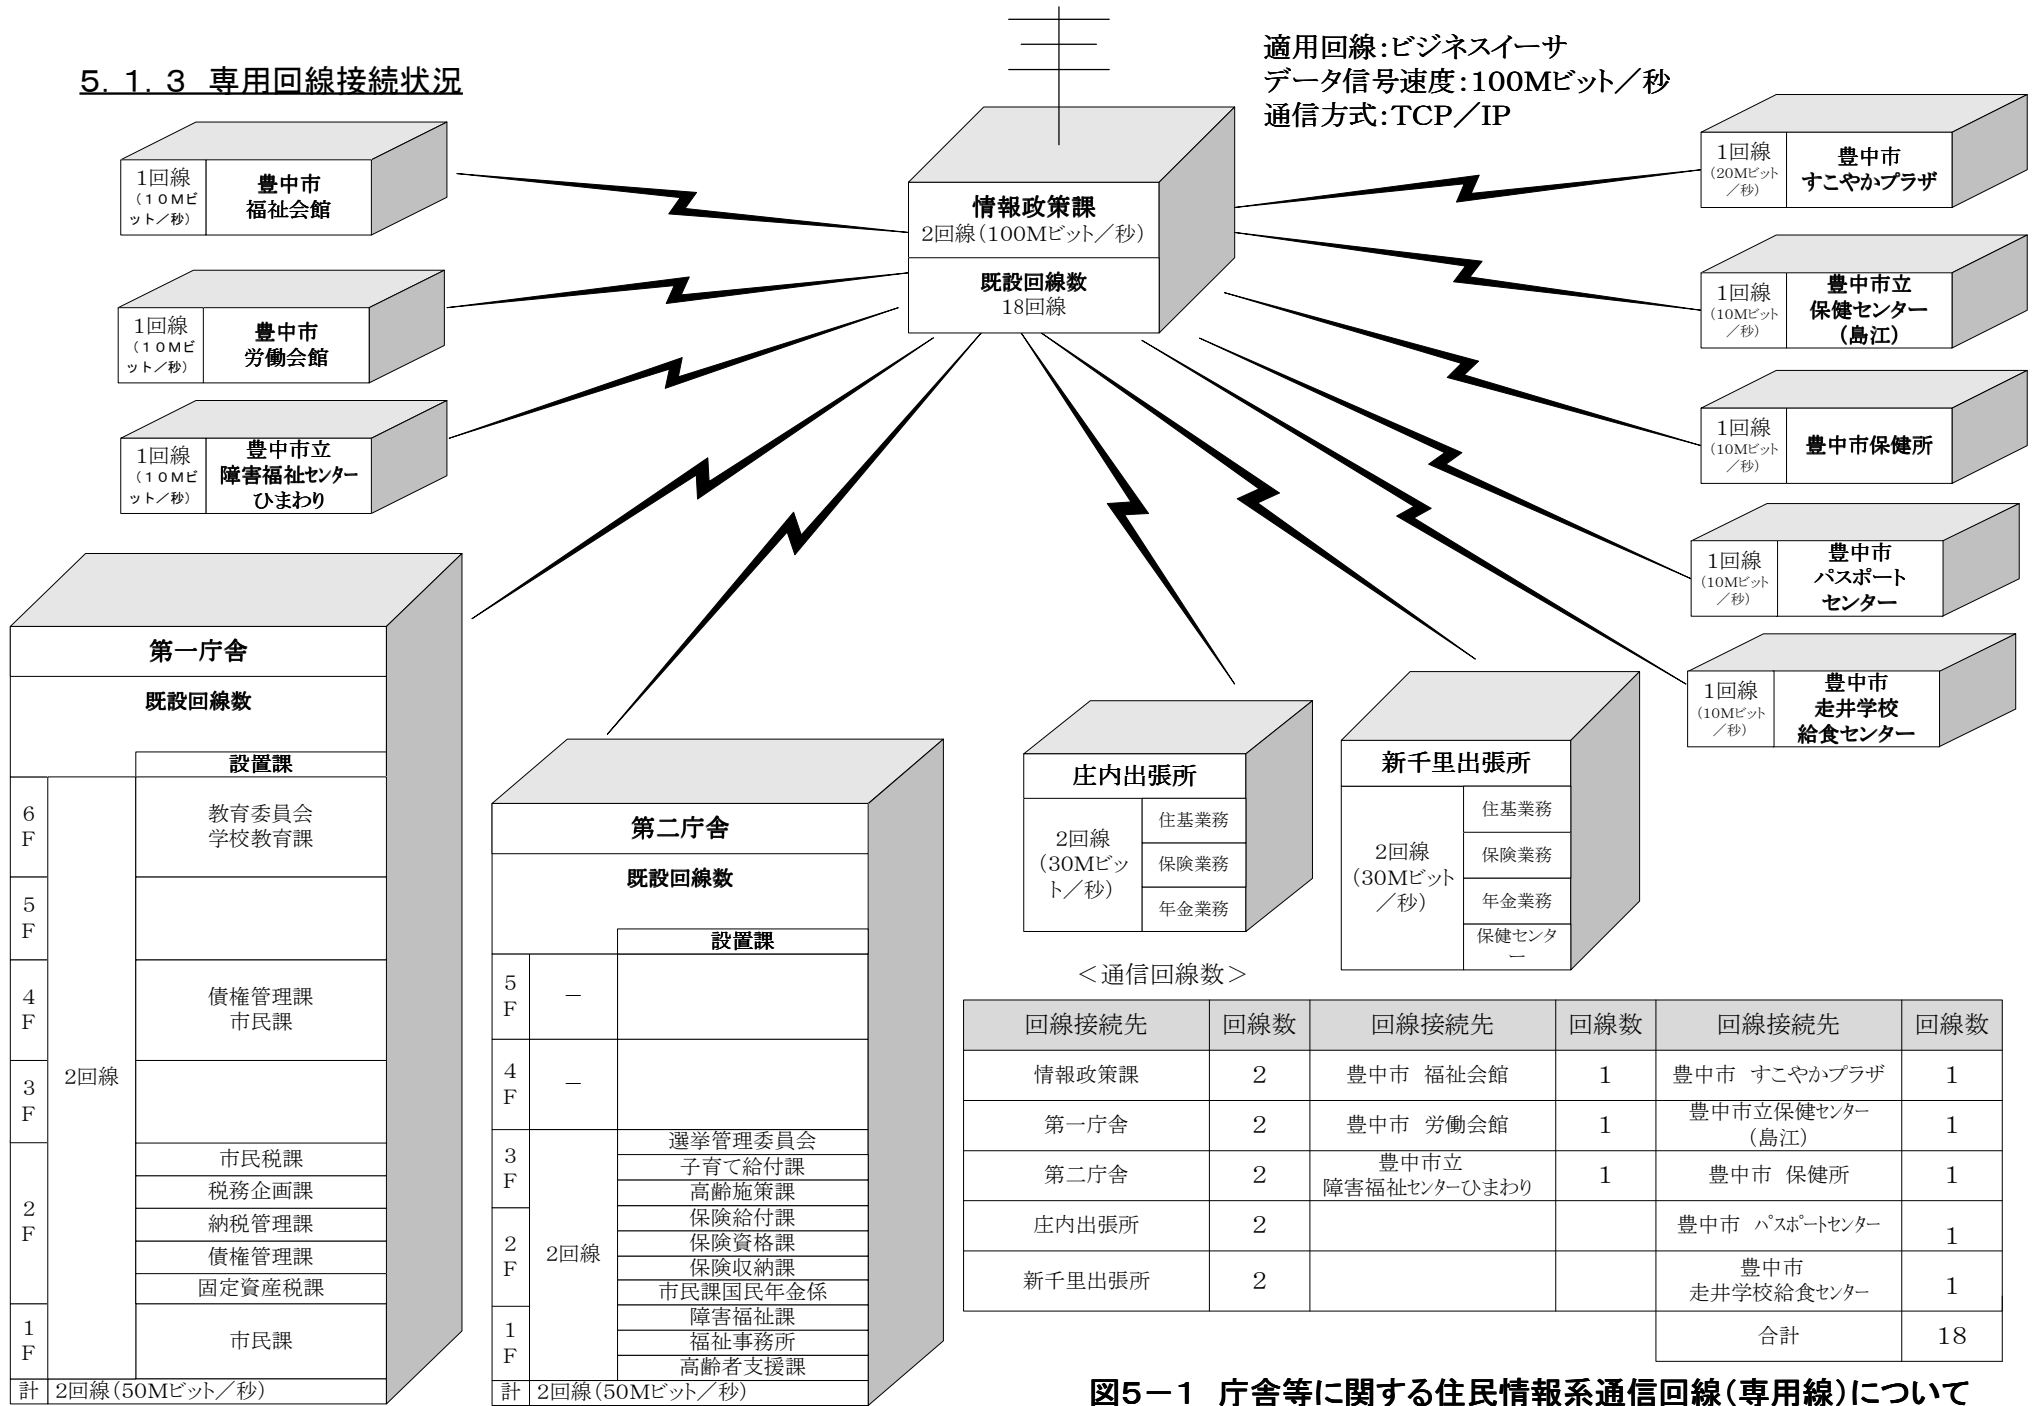 5．1．3　専用回線接続状況
適用回線：ビジネスイーサ
データ信号速度：100Mビット／秒
通信方式：TCP／IP
1回線
（10Mビ
ット／秒）
豊中市
福祉会館
1回線
（10Mビ
ット／秒）
豊中市
労働会館
1回線
（10Mビ
ット／秒）
豊中市立
障害福祉センター
ひまわり
情報政策課
2回線（100Mビット／秒）
既設回線数
18回線
1回線
（20Mビット
／秒）
豊中市
すこやかプラザ
1回線
（10Mビット
／秒）
豊中市立
保健センター
（島江）
1回線
（10Mビット
／秒）
豊中市保健所
1回線
（10Mビット
／秒）
豊中市
パスポート
センター
1回線
（10Mビット
／秒）
豊中市
走井学校
給食センター
第一庁舎
既設回線数
設置課
6
F
教育委員会
学校教育課
5
F
4
F
債権管理課
市民課
3
F
2回線
2
F
市民税課
税務企画課
納税管理課
債権管理課
固定資産税課
1
F
市民課
計 2回線（50Mビット／秒）
第二庁舎
既設回線数
設置課
5
F
－
4
F
－
3
F
選挙管理委員会
子育て給付課
高齢施策課
2
F
2回線
保険給付課
保険資格課
保険収納課
市民課国民年金係
1
F
障害福祉課
福祉事務所
高齢者支援課
計 2回線（50Mビット／秒）
庄内出張所
2回線
（30Mビッ
ト／秒）
住基業務
保険業務
年金業務
新千里出張所
2回線
（30Mビット
／秒）
住基業務
保険業務
年金業務
保健センタ
ー
＜通信回線数＞
回線接続先 回線数 回線接続先 回線数 回線接続先 回線数
情報政策課 2 豊中市　福祉会館 1 豊中市　すこやかプラザ 1
第一庁舎 2 豊中市　労働会館 1 豊中市立保健センター
（島江） 1
第二庁舎 2 豊中市立
障害福祉センターひまわり 1 豊中市　保健所 1
庄内出張所 2 豊中市　パスポートセンター 1
新千里出張所 2 豊中市
走井学校給食センター 1
合計 18
図5－1　庁舎等に関する住民情報系通信回線（専用線）について